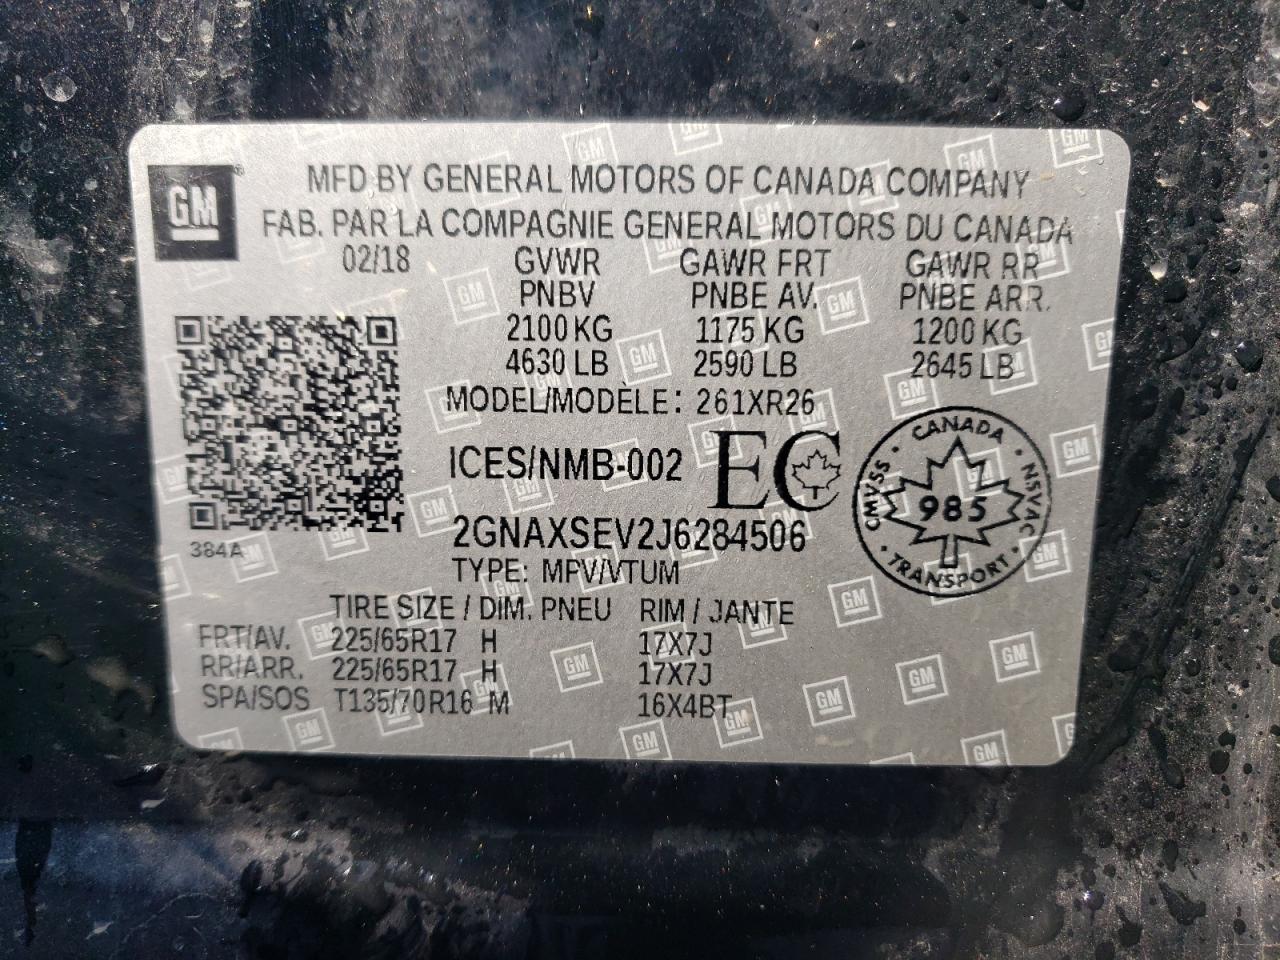 GM
MFD BY GENERAL MOTORS OF CANADA COMPANY
FAB. PAR LA COMPAGNIE GENERAL MOTORS DU CANADA
02/18 GVWR GAWR FRT GAWR RR
PNBV PNBE AV. PNBE ARR.
2100 KG 1175 KG 1200 KG
4630 LB 2590 LB 2645 LB
MODEL/MODÈLE: 261XR26
ICES/NMB-002 EC
CANADA
CMVSS 985 NSVAC
TRANSPORT
2GNAXSEV2J6284506
384A
TYPE: MPV/VTUM
TIRE SIZE / DIM. PNEU RIM / JANTE
FRT/AV. 225/65R17 H 17X7J
RR/ARR. 225/65R17 H 17X7J
SPA/SOS T135/70R16 M 16X4BT